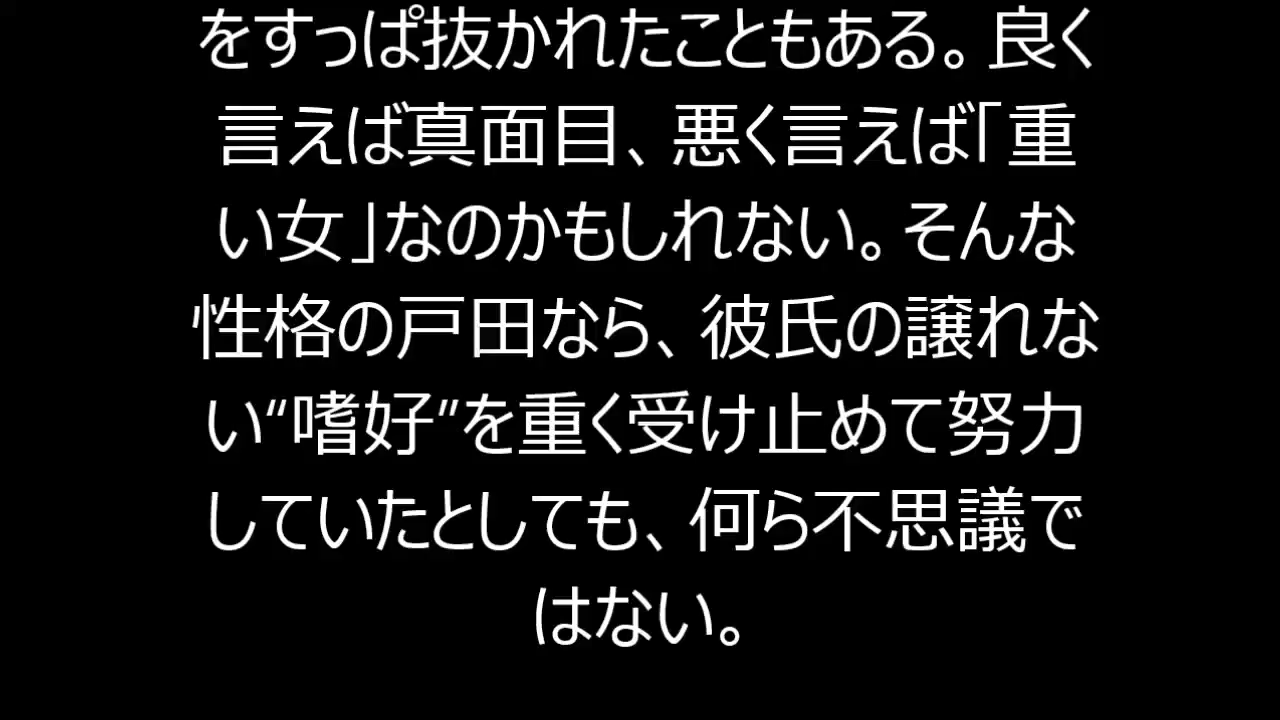 をすっぱ抜かれたこともある。良く
言えば真面目、悪く言えば「重
い女」なのかもしれない。そんな
性格の戸田なら、彼氏の譲れな
い“嗜好”を重く受け止めて努力
していたとしても、何ら不思議で
はない。